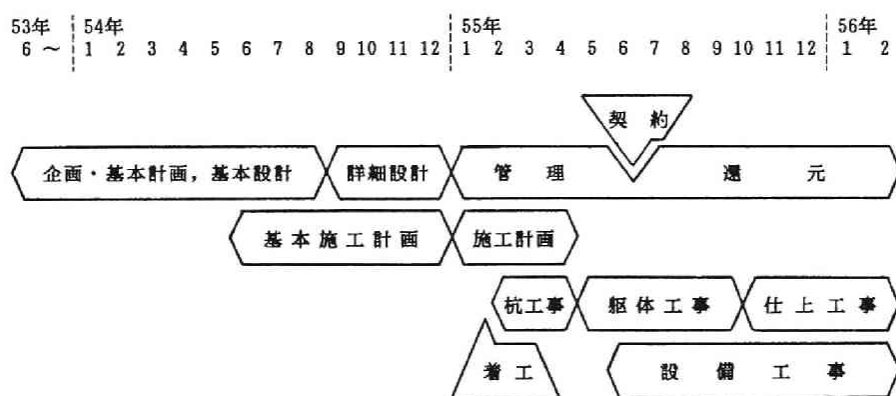 53年 54年 55年 56年
6 ～ 1 2 3 4 5 6 7 8 9 10 11 12 1 2 3 4 5 6 7 8 9 10 11 12 1 2
契約
企画・基本計画，基本設計 詳細設計 管理 還元
基本施工計画 施工計画
杭工事 躯体工事 仕上工事
着工 設備工事